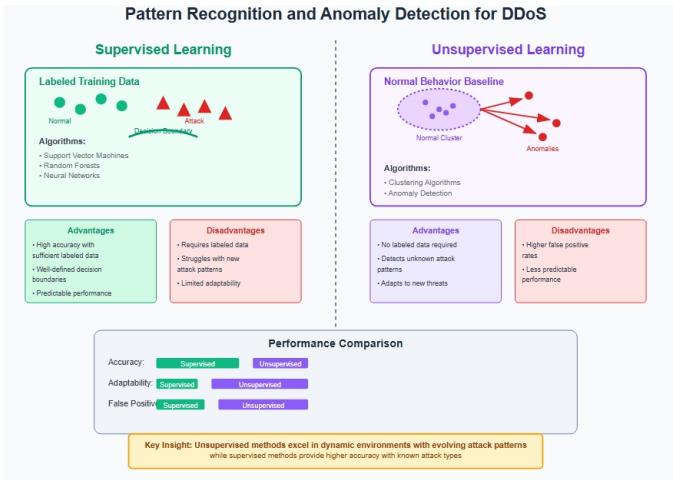 Pattern Recognition and Anomaly Detection for DDoS
Supervised Learning
Labeled Training Data
Normal
Attack
Decision Boundary
Algorithms:
• Support Vector Machines
• Random Forests
• Neural Networks
Advantages
• High accuracy with
sufficient labeled data
• Well-defined decision
boundaries
• Predictable performance
Disadvantages
• Requires labeled data
• Struggles with new
attack patterns
• Limited adaptability
Unsupervised Learning
Normal Behavior Baseline
Normal Cluster
Anomalies
Algorithms:
• Clustering Algorithms
• Anomaly Detection
Advantages
• No labeled data required
• Detects unknown attack
patterns
• Adapts to new threats
Disadvantages
• Higher false positive
rates
• Less predictable
performance
Performance Comparison
Accuracy: Supervised Unsupervised
Adaptability: Supervised Unsupervised
False Positiv Supervised Unsupervised
Key Insight: Unsupervised methods excel in dynamic environments with evolving attack patterns
while supervised methods provide higher accuracy with known attack types